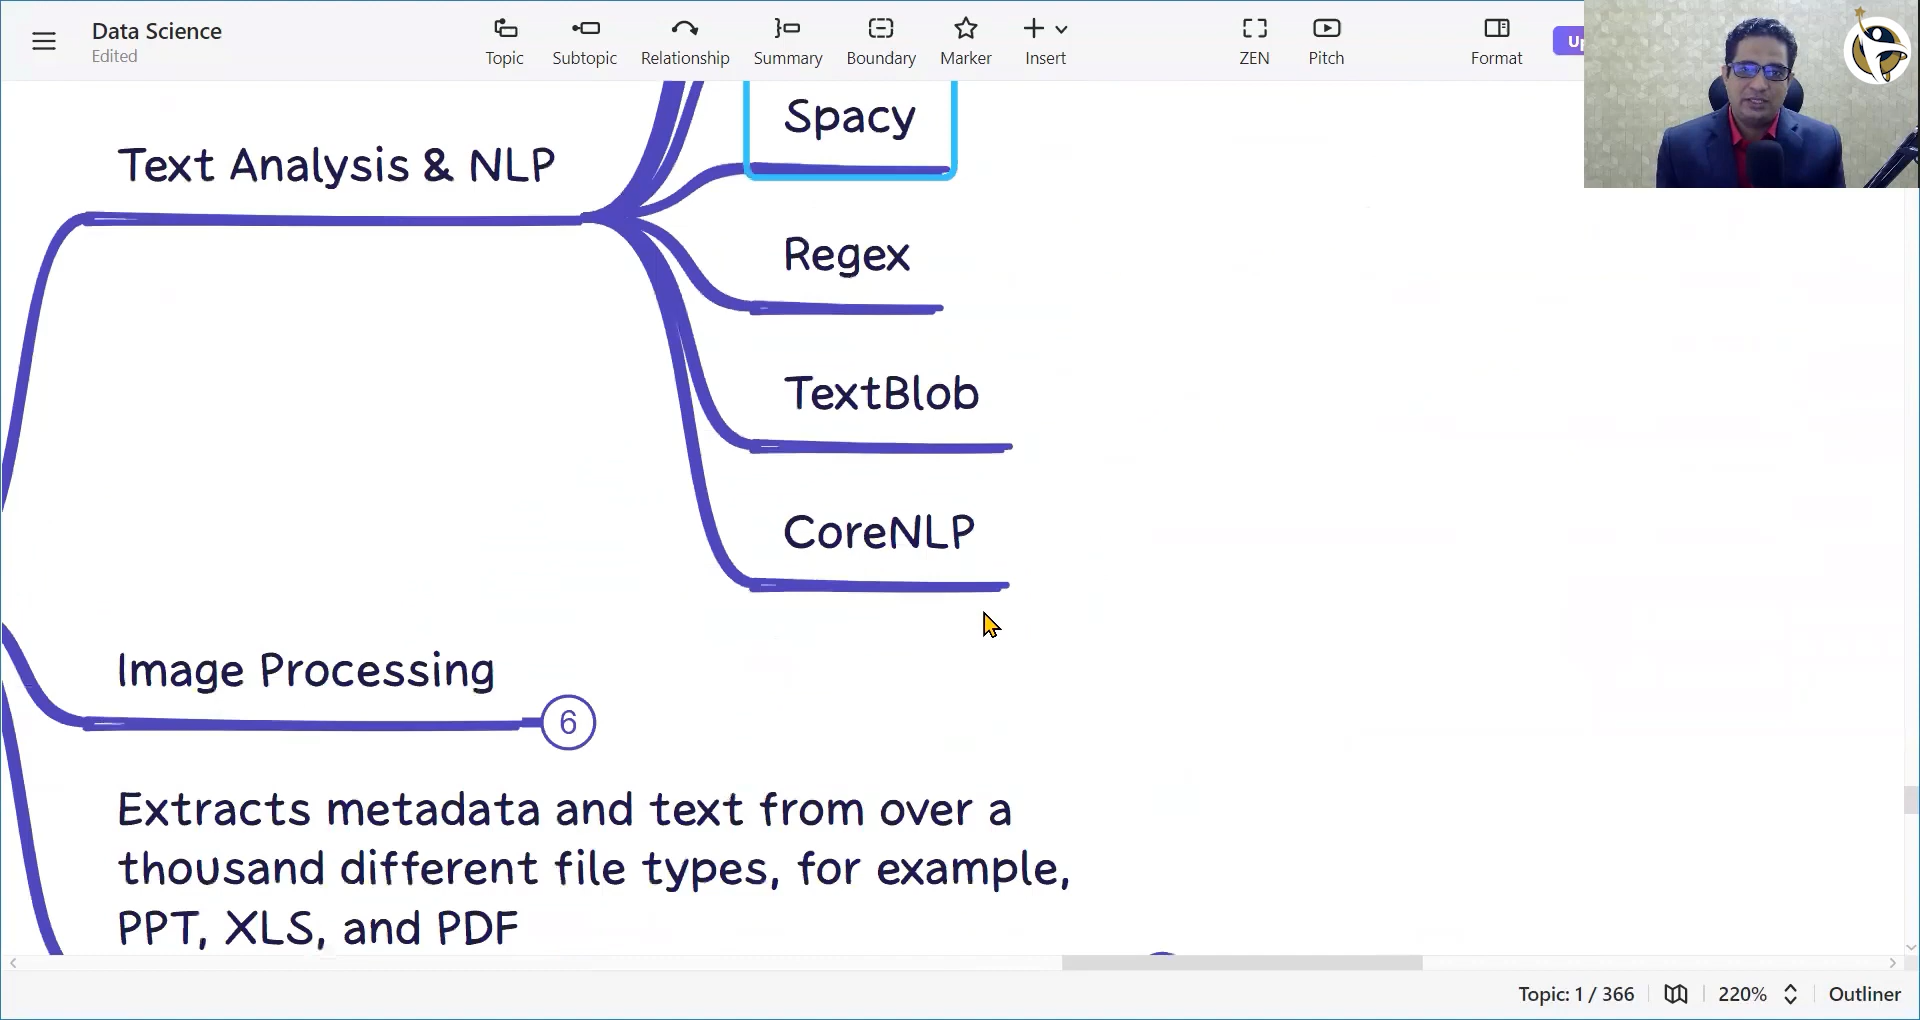 Data Science
Edited
Topic
Subtopic
Relationship
Summary
Boundary
Marker
Insert
ZEN
Pitch
Format
Up
Text Analysis & NLP
Spacy
Regex
TextBlob
CoreNLP
Image Processing
6
Extracts metadata and text from over a
thousand different file types, for example,
PPT, XLS, and PDF
Topic: 1 / 366
220%
Outliner